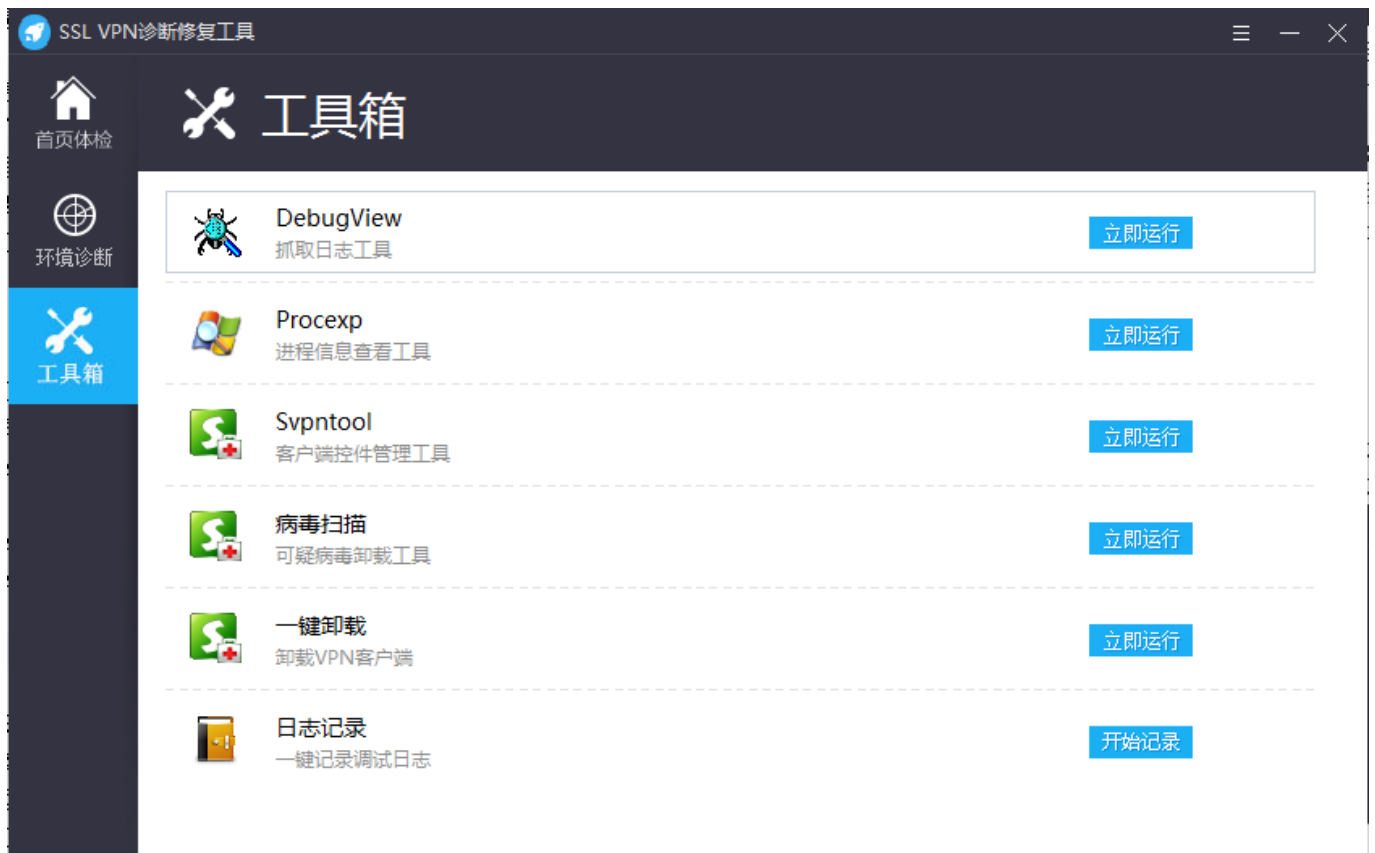 SSL VPN诊断修复工具
首页体检
工具箱
环境诊断
工具箱
DebugView
抓取日志工具
立即运行
Procexp
进程信息查看工具
立即运行
Svpntool
客户端控件管理工具
立即运行
病毒扫描
可疑病毒卸载工具
立即运行
一键卸载
卸载VPN客户端
立即运行
日志记录
一键记录调试日志
开始记录